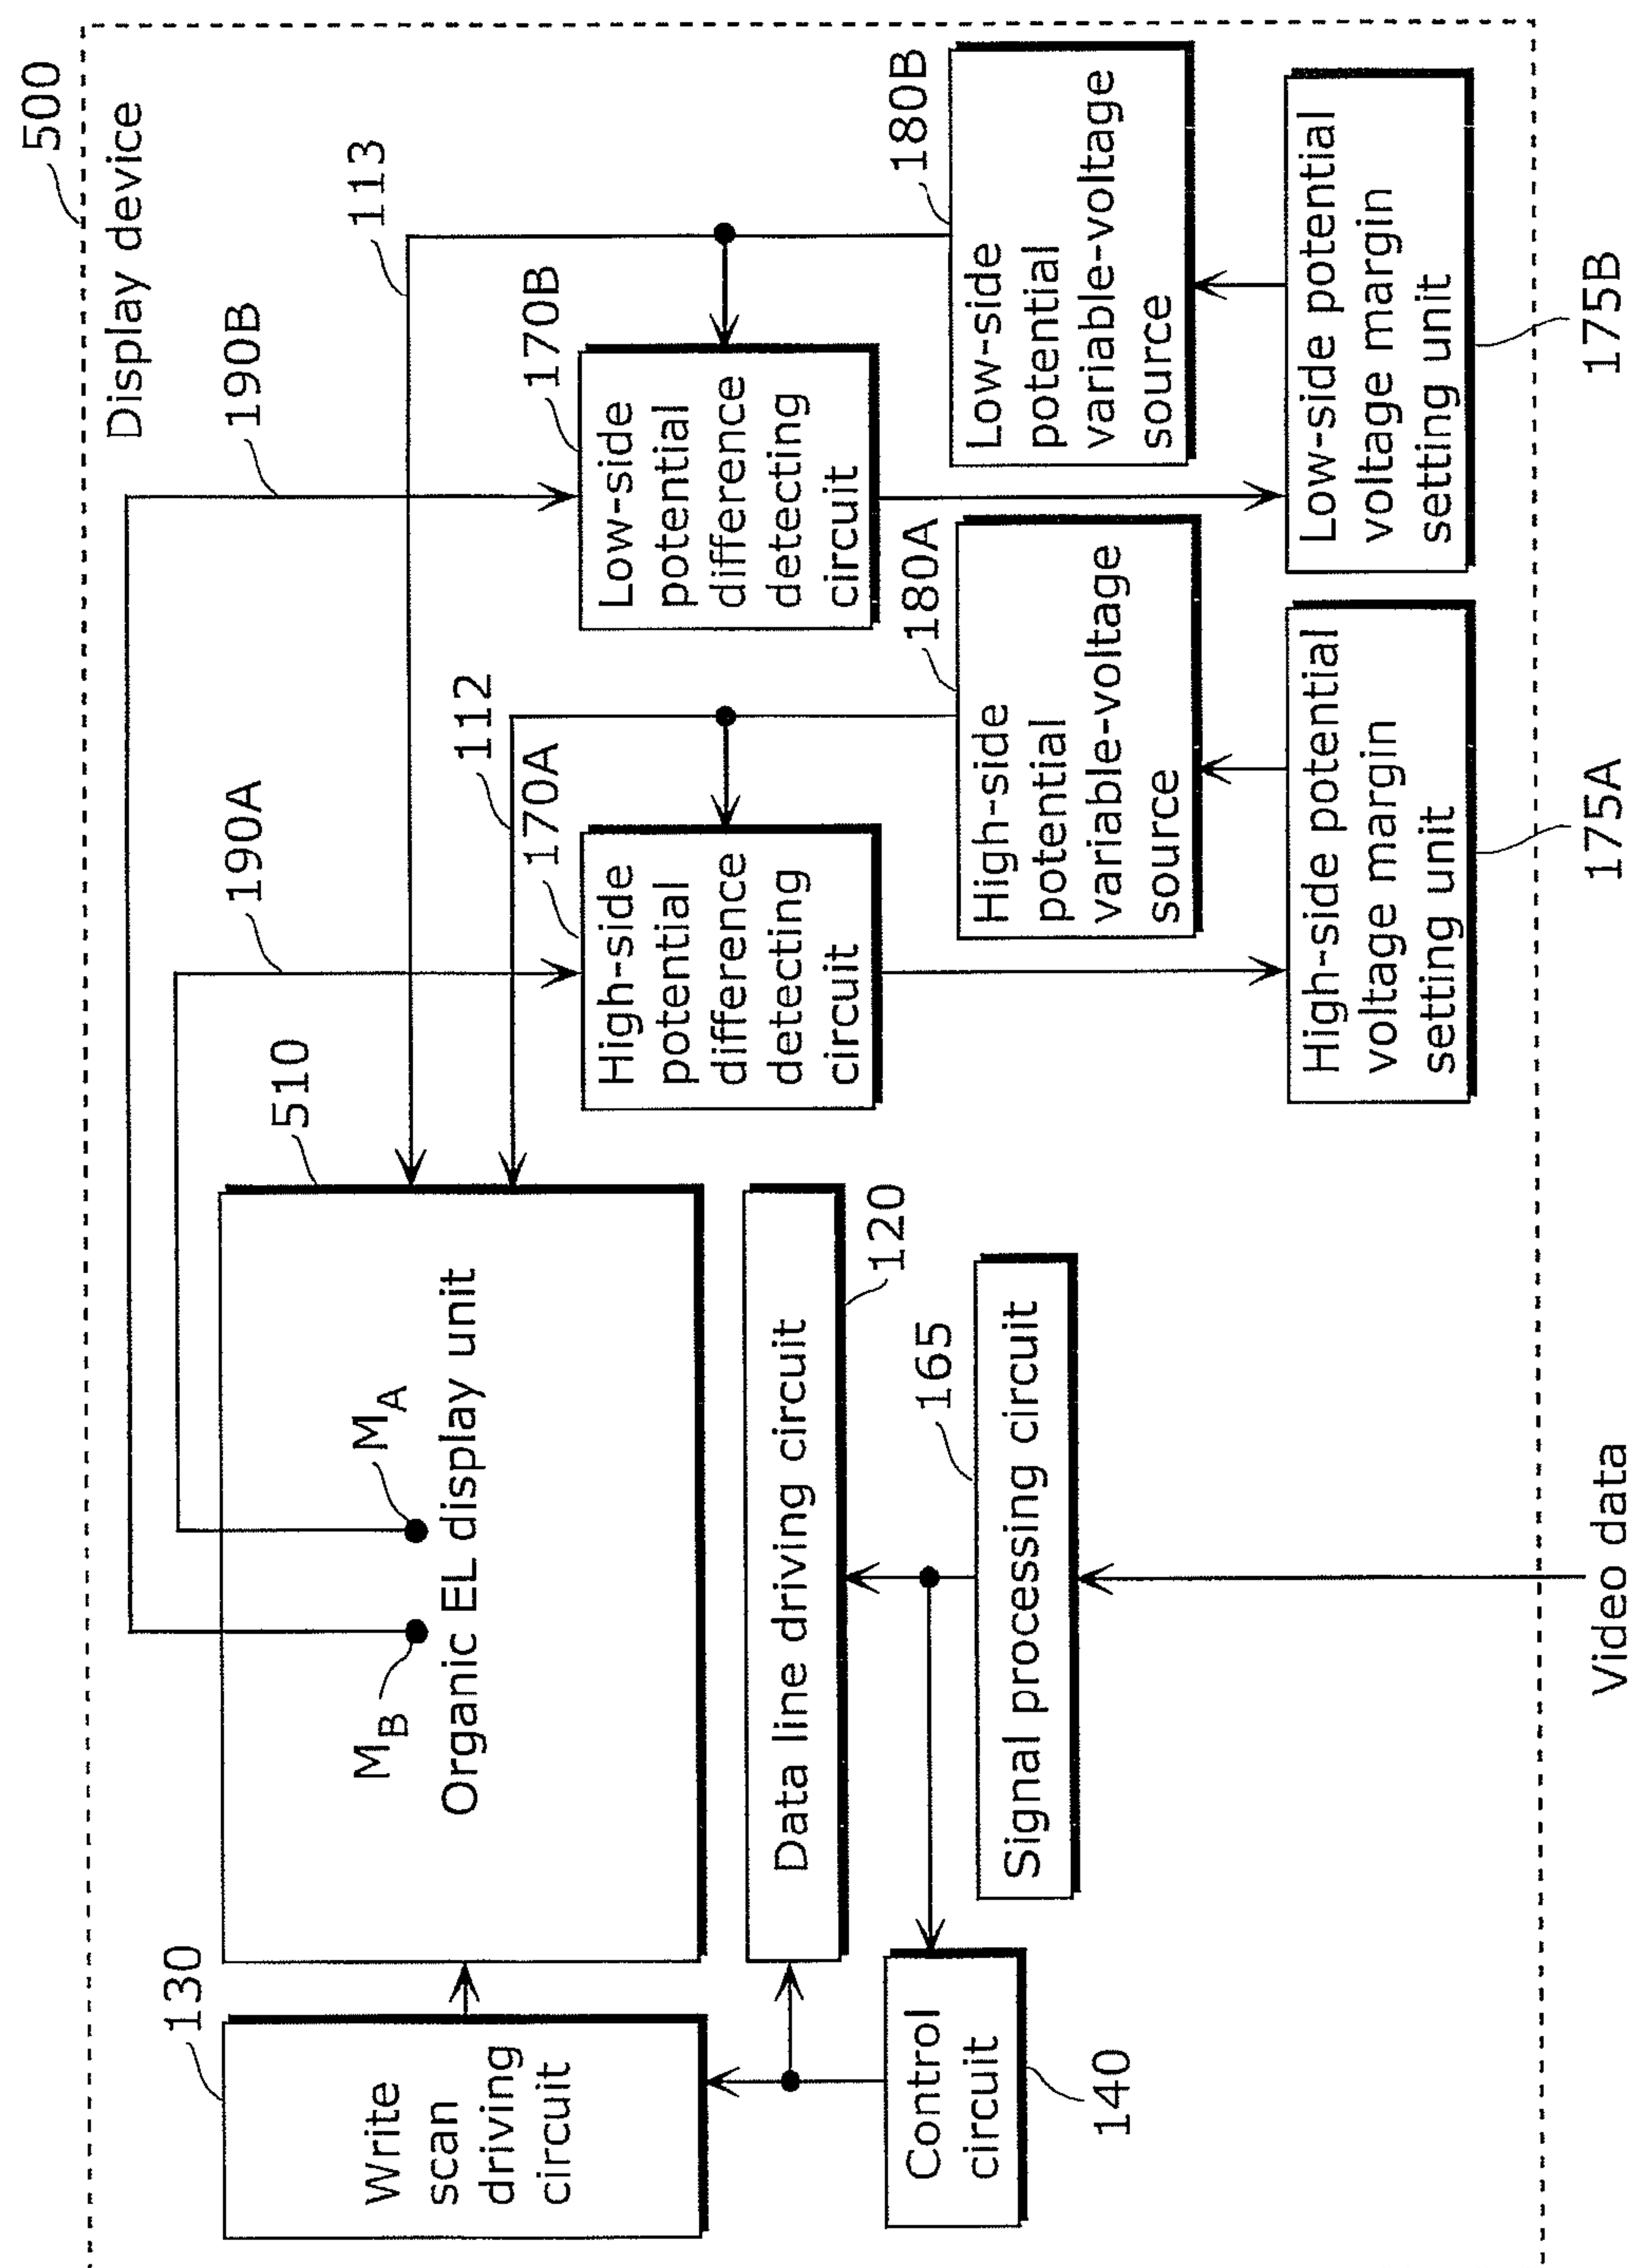 500
Display device
190B
190A
113
112
510
M_B
M_A
Organic EL display unit
130
Write
scan
driving
circuit
170A
High-side
potential
difference
detecting
circuit
170B
Low-side
potential
difference
detecting
circuit
Data line driving circuit
120
180A
High-side
potential
variable-voltage
source
180B
Low-side
potential
variable-voltage
source
Control
circuit
140
165
Signal processing circuit
High-side potential
voltage margin
setting unit
175A
Low-side potential
voltage margin
setting unit
175B
Video data